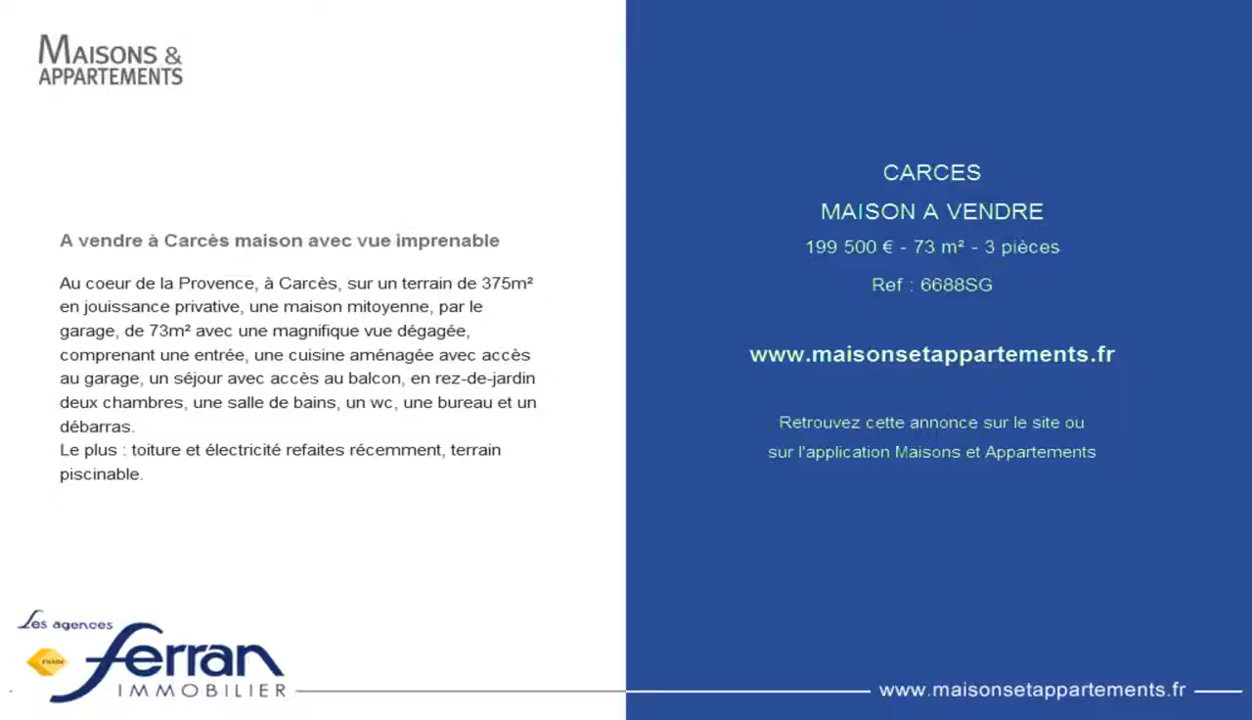 MAISONS &
APPARTEMENTS
A vendre à Carcès maison avec vue imprenable
Au coeur de la Provence, à Carcès, sur un terrain de 375m²
en jouissance privative, une maison mitoyenne, par le
garage, de 73m² avec une magnifique vue dégagée,
comprenant une entrée, une cuisine aménagée avec accès
au garage, un séjour avec accès au balcon, en rez-de-jardin
deux chambres, une salle de bains, un wc, une bureau et un
débarras.
Le plus : toiture et électricité refaites récemment, terrain
piscinable.
Les agences
ferran
IMMOBILIER
CARCES
MAISON A VENDRE
199 500 € - 73 m² - 3 pièces
Ref : 6688SG
www.maisonsetappartements.fr
Retrouvez cette annonce sur le site ou
sur l'application Maisons et Appartements
www.maisonsetappartements.fr